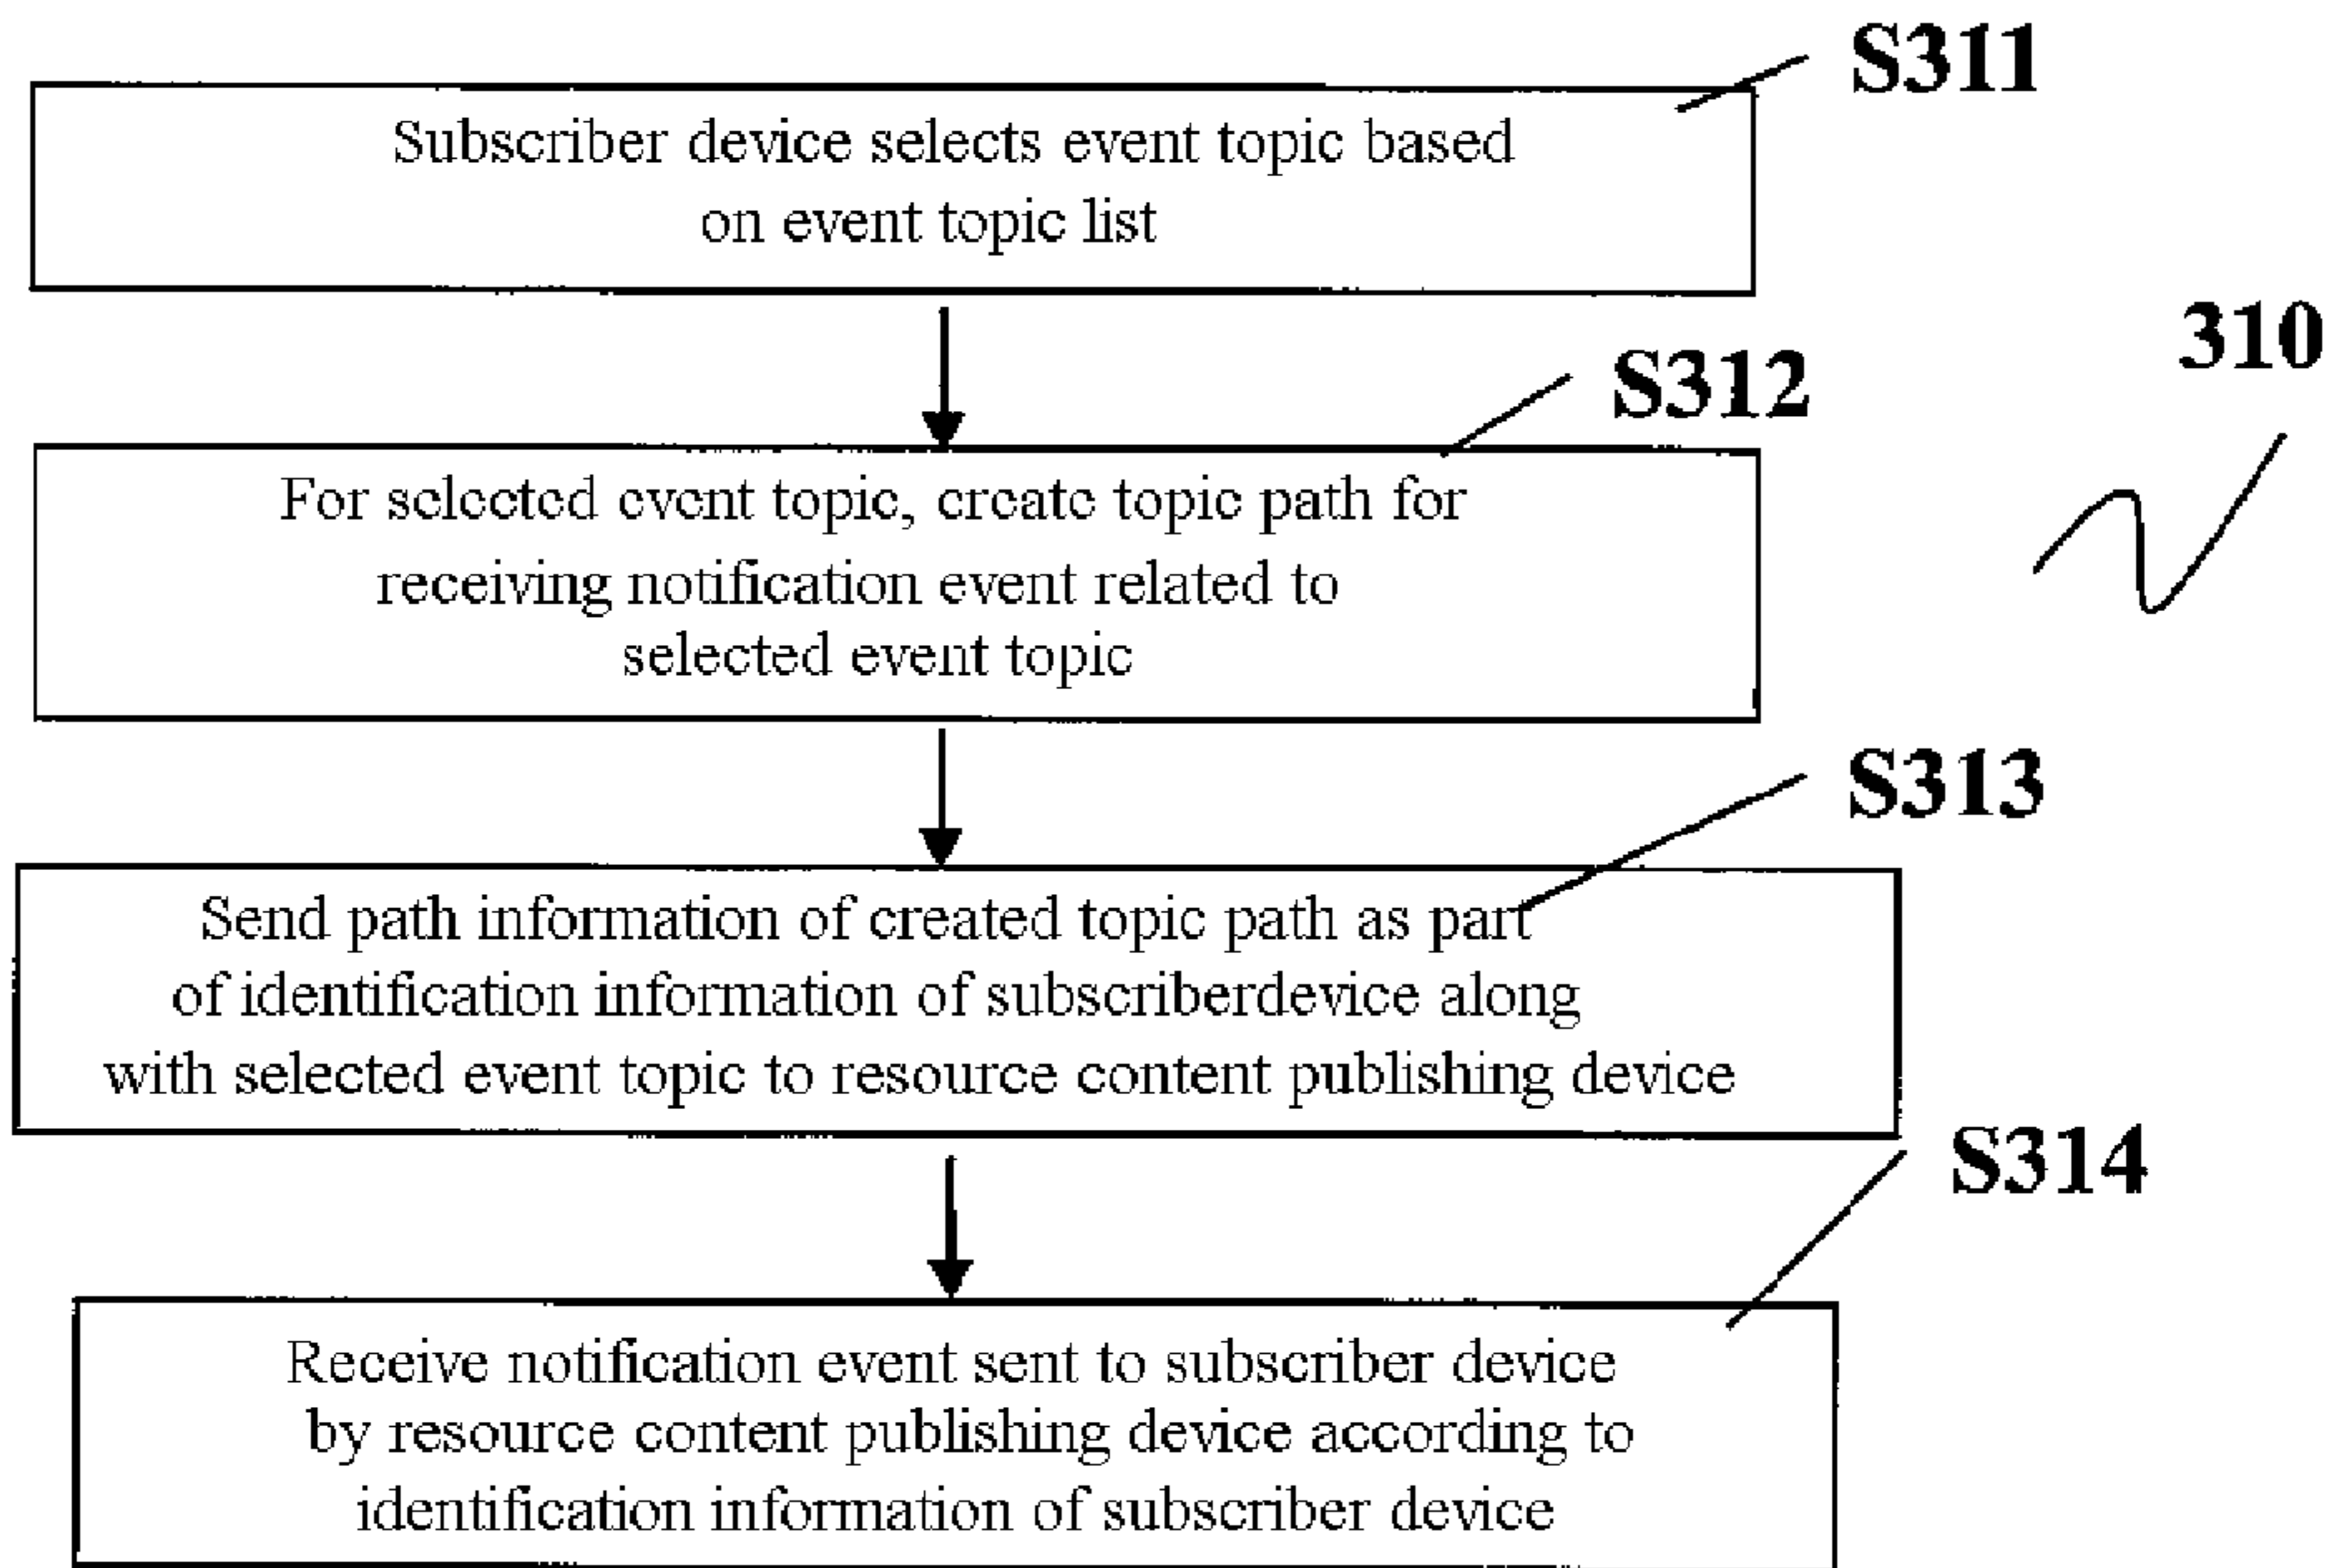 S311
Subscriber device selects event topic based
on event topic list
310
S312
For selected event topic, create topic path for
receiving notification event related to
selected event topic
S313
Send path information of created topic path as part
of identification information of subscriberdevice along
with selected event topic to resource content publishing device
S314
Receive notification event sent to subscriber device
by resource content publishing device according to
identification information of subscriber device